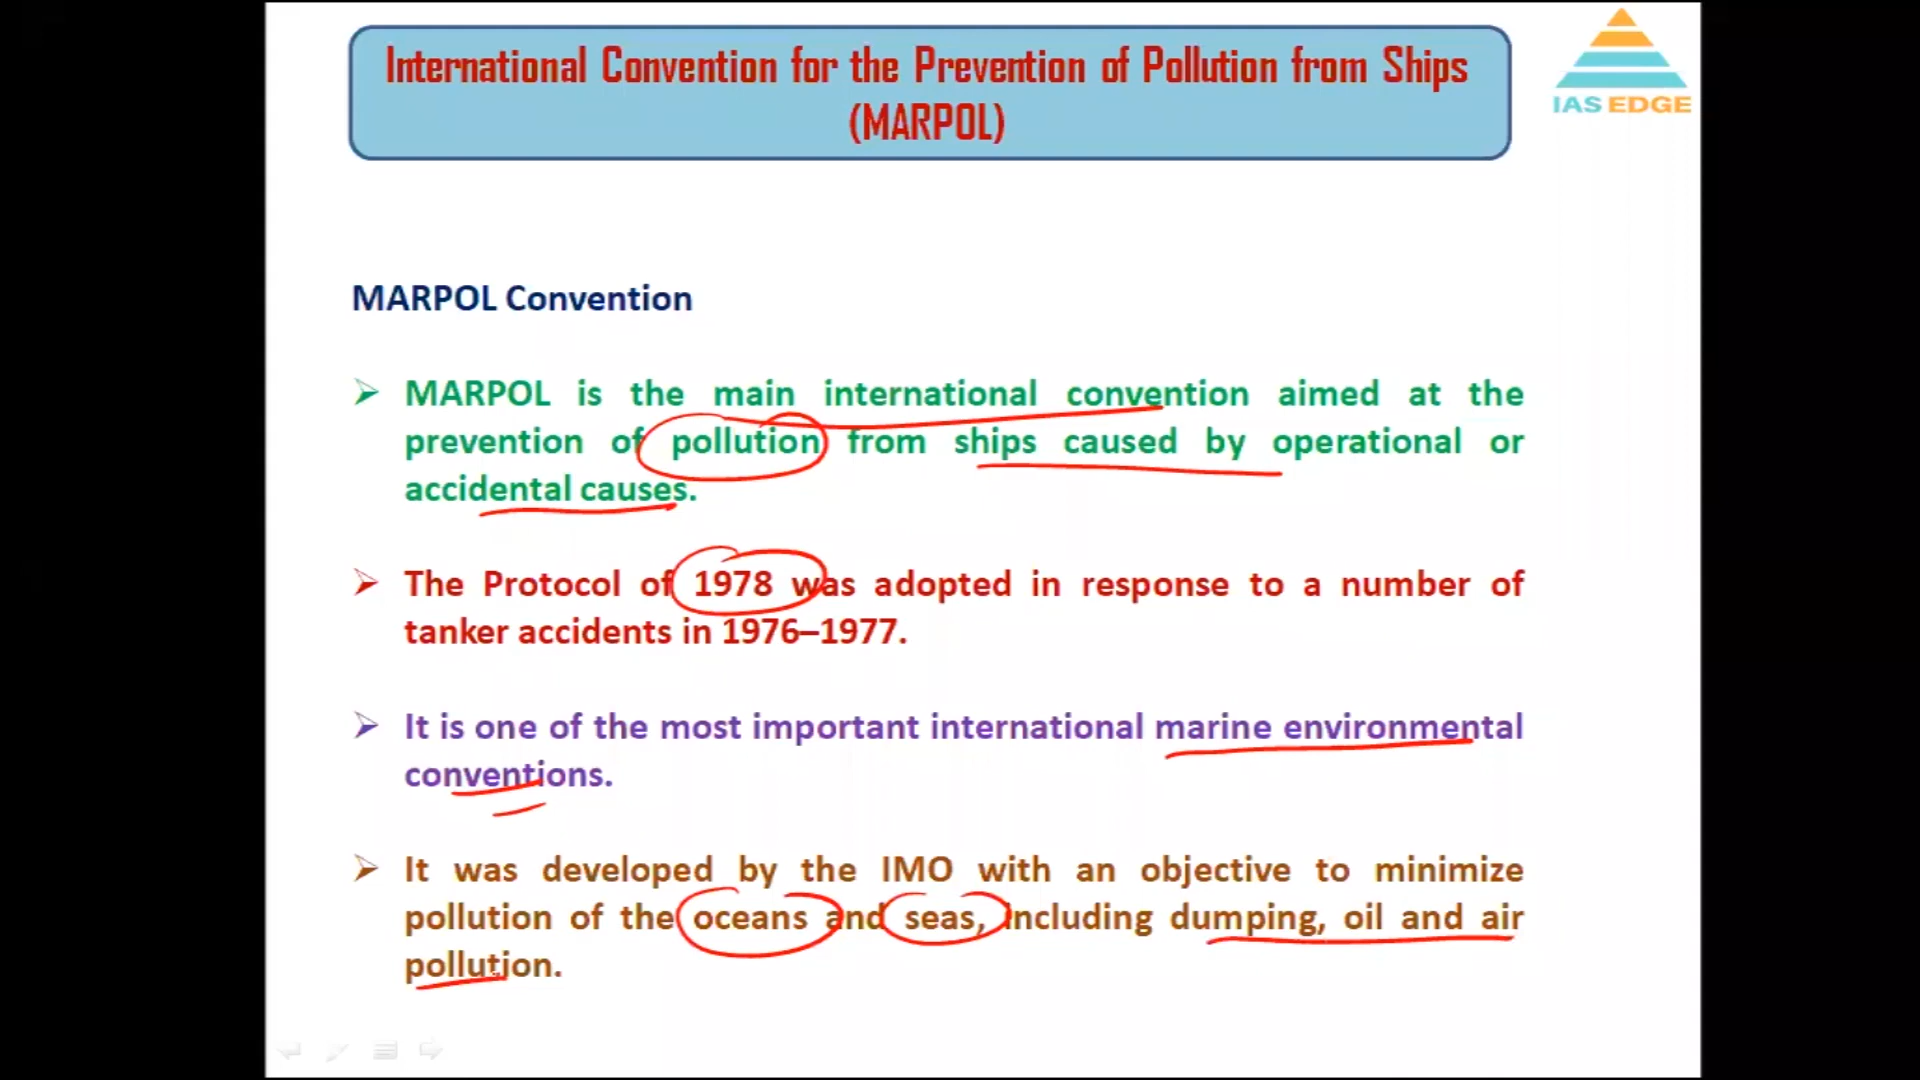 International Convention for the Prevention of Pollution from Ships
(MARPOL)
IAS EDGE
MARPOL Convention
MARPOL is the main international convention aimed at the
prevention of pollution from ships caused by operational or
accidental causes.
The Protocol of 1978 was adopted in response to a number of
tanker accidents in 1976–1977.
It is one of the most important international marine environmental
conventions.
It was developed by the IMO with an objective to minimize
pollution of the oceans and seas, including dumping, oil and air
pollution.